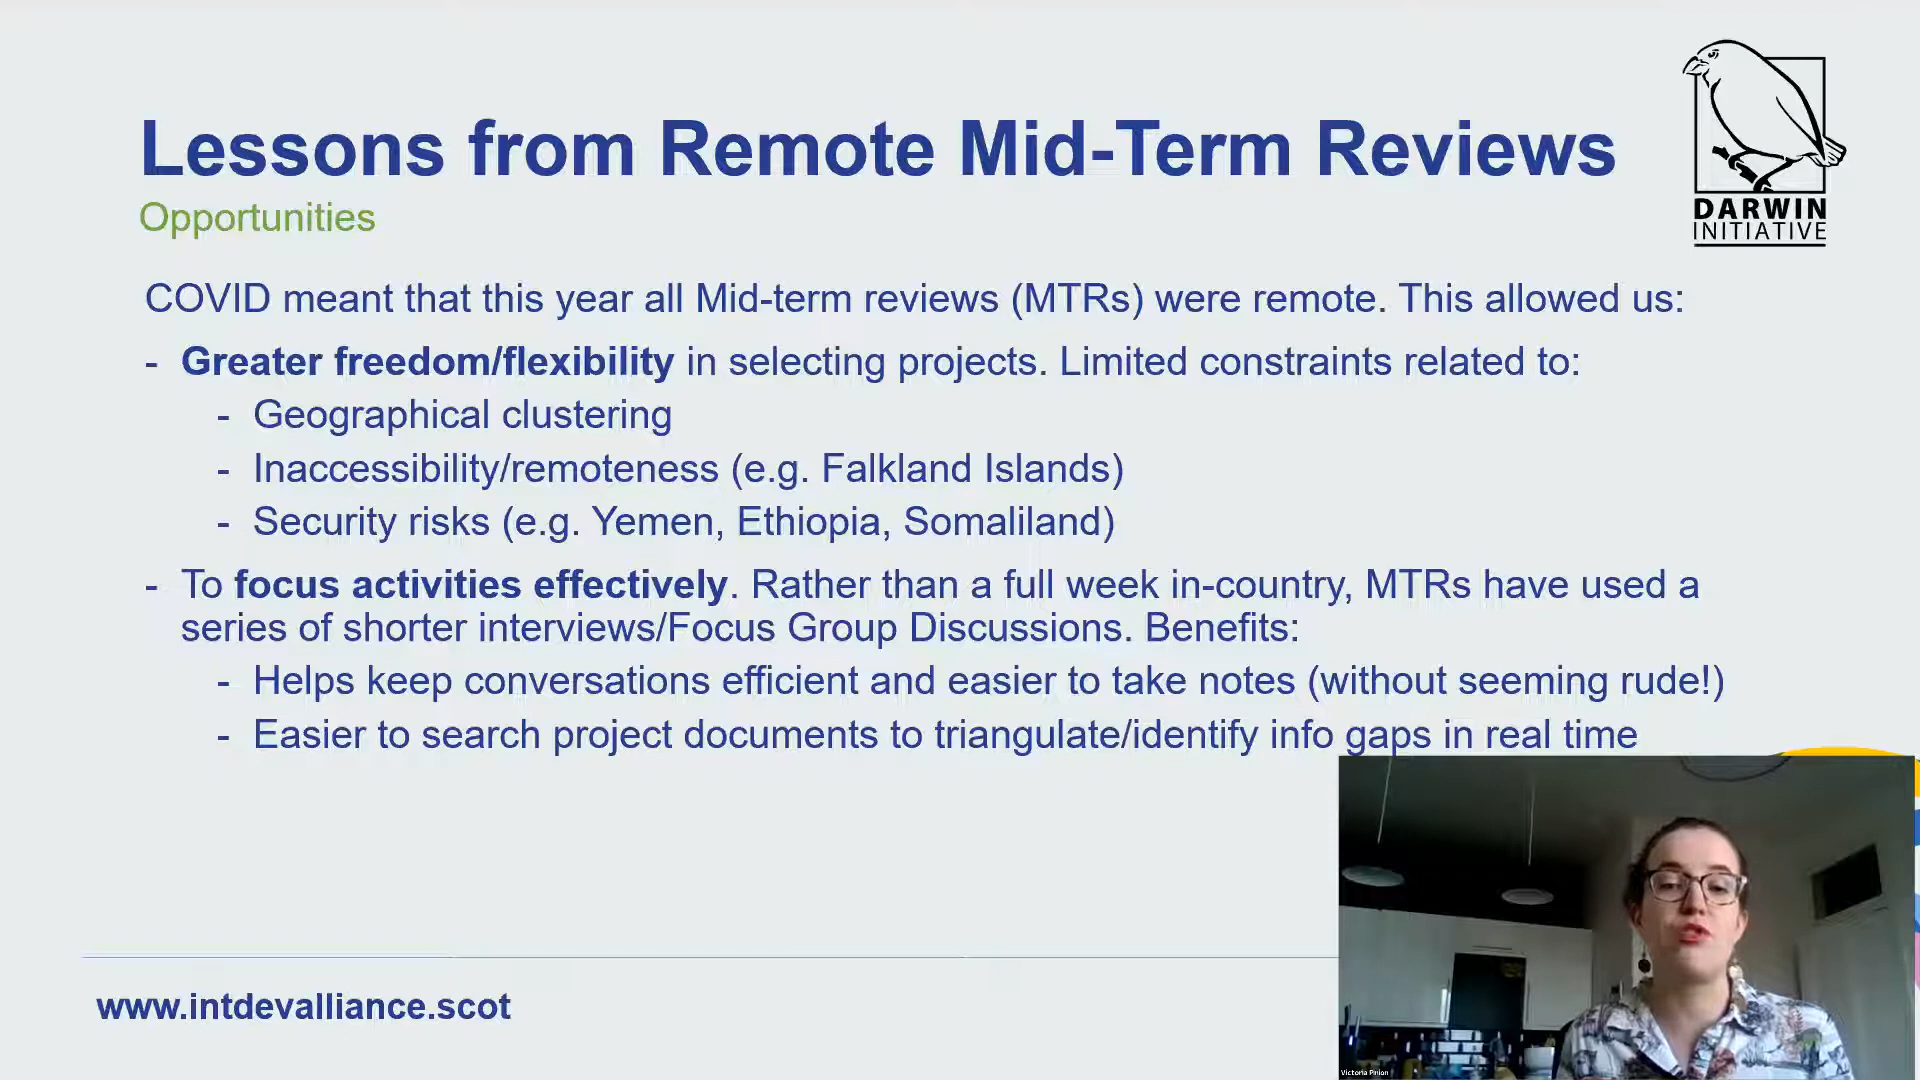 Lessons from Remote Mid-Term Reviews
Opportunities
DARWIN
INITIATIVE
COVID meant that this year all Mid-term reviews (MTRs) were remote. This allowed us:
- Greater freedom/flexibility in selecting projects. Limited constraints related to:
- Geographical clustering
- Inaccessibility/remoteness (e.g. Falkland Islands)
- Security risks (e.g. Yemen, Ethiopia, Somaliland)
- To focus activities effectively. Rather than a full week in-country, MTRs have used a
series of shorter interviews/Focus Group Discussions. Benefits:
- Helps keep conversations efficient and easier to take notes (without seeming rude!)
- Easier to search project documents to triangulate/identify info gaps in real time
www.intdevalliance.scot
Victoria Pinion